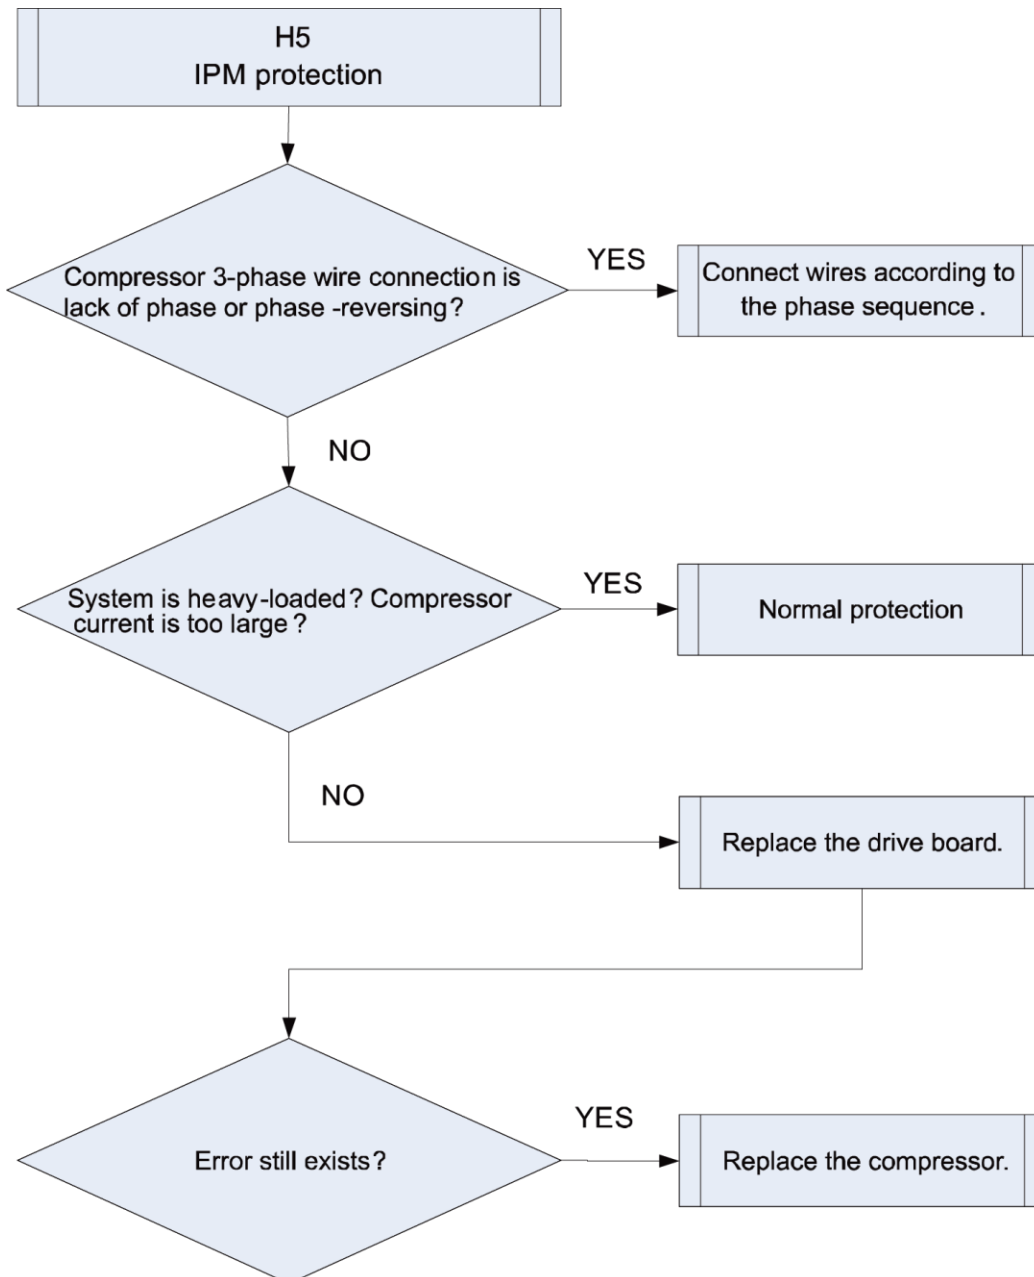 H5
IPM protection
Compressor 3-phase wire connection is
lack of phase or phase -reversing?
YES
Connect wires according to
the phase sequence.
NO
System is heavy-loaded? Compressor
current is too large?
YES
Normal protection
NO
Replace the drive board.
Error still exists?
YES
Replace the compressor.